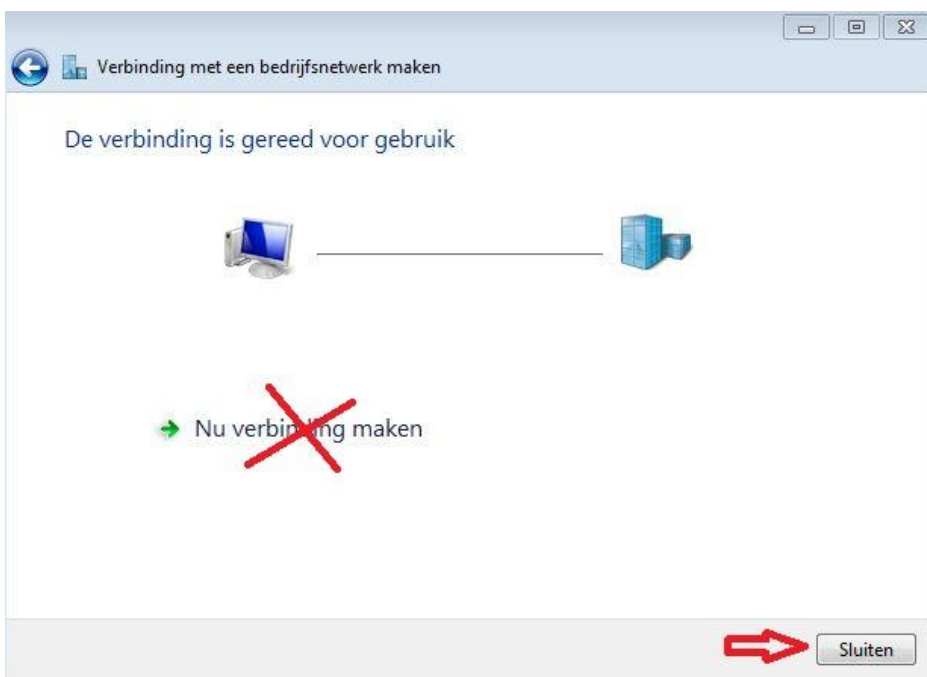 Verbinding met een bedrijfsnetwerk maken
De verbinding is gereed voor gebruik
Nu verbinding maken
Sluiten